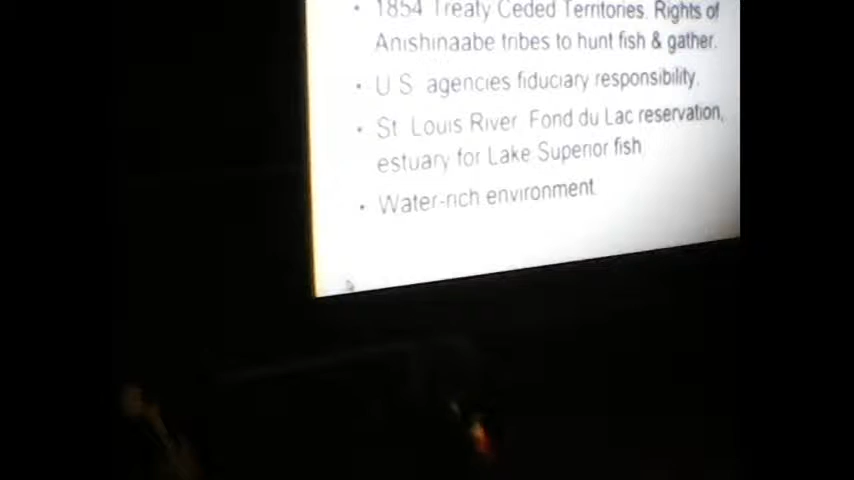 • 1854 Treaty Ceded Territories. Rights of
Anishinaabe tribes to hunt fish & gather.
• U.S. agencies fiduciary responsibility.
• St. Louis River. Fond du Lac reservation,
estuary for Lake Superior fish
• Water-rich environment